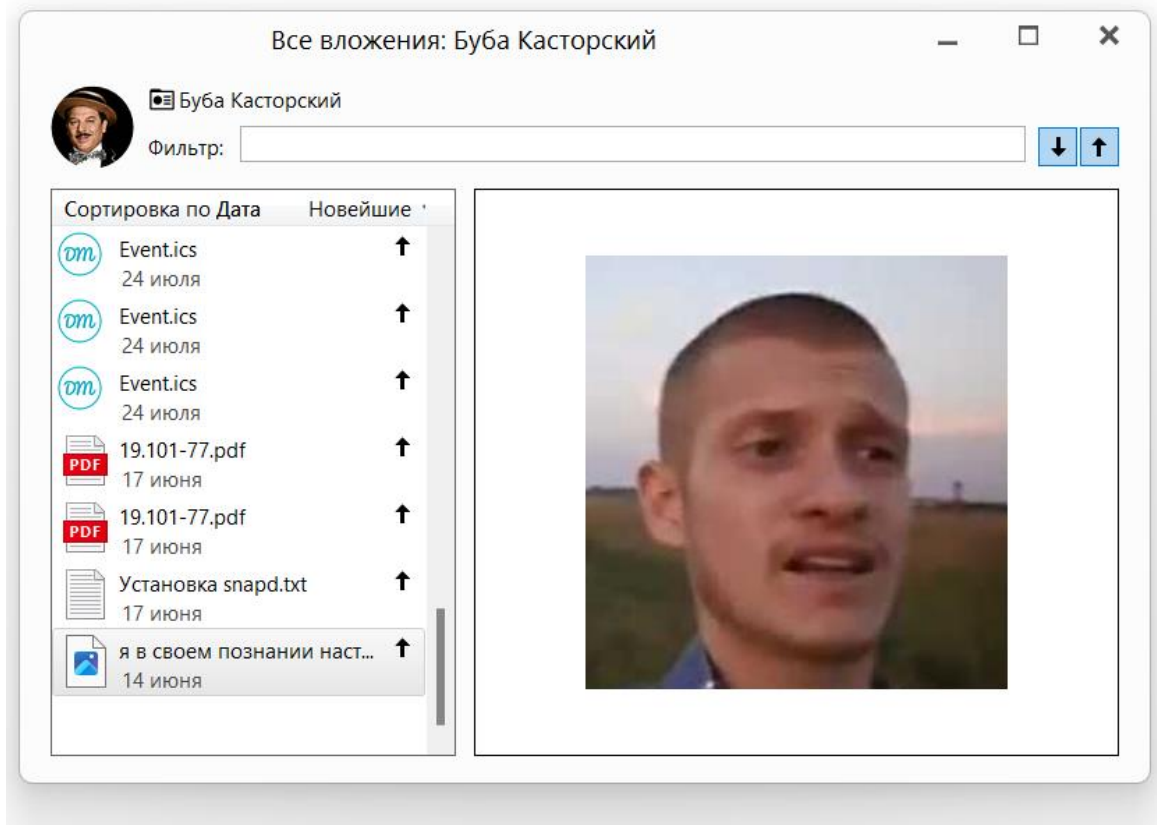 Все вложения: Буба Касторский
Буба Касторский
Фильтр:
Сортировка по Дата Новейшие
Event.ics
24 июля
Event.ics
24 июля
Event.ics
24 июля
PDF
19.101-77.pdf
17 июня
PDF
19.101-77.pdf
17 июня
Установка snapd.txt
17 июня
я в своем познании наст...
14 июня